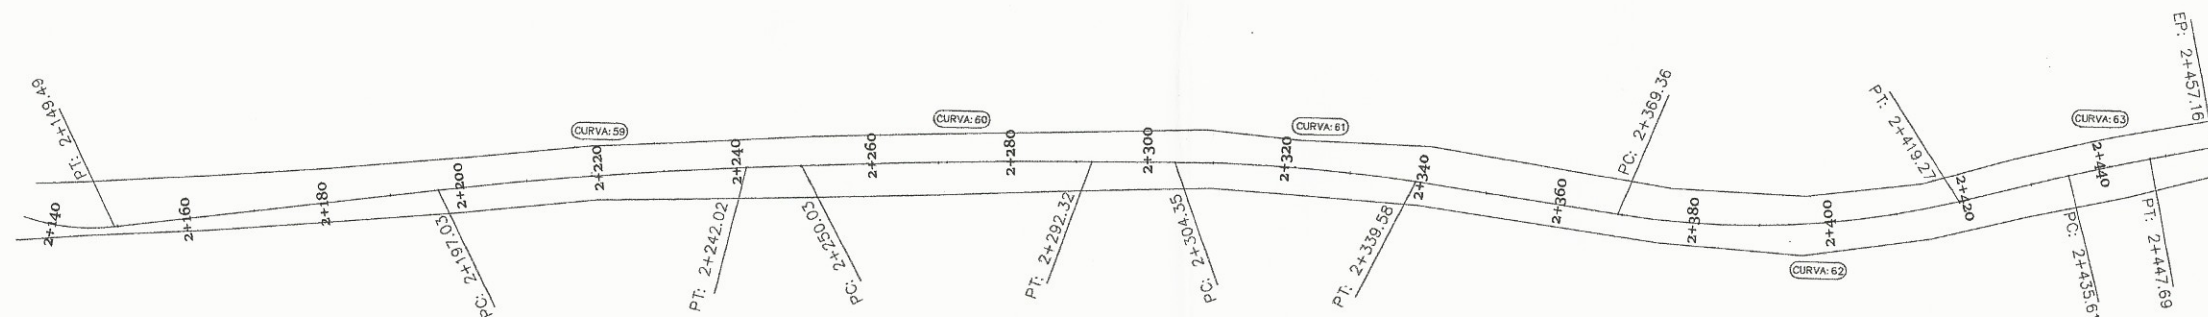 PT: 2+149.49
2+140
2+160
2+180
2+200
PC: 2+197.03
CURVA: 59
2+220
2+240
PT: 2+242.02
PC: 2+250.03
2+260
CURVA: 60
2+280
PT: 2+292.32
2+300
PC: 2+304.35
CURVA: 61
2+320
2+340
PT: 2+339.58
2+360
PC: 2+369.36
2+380
2+400
CURVA: 62
PT: 2+419.27
2+420
CURVA: 63
2+440
PC:
PT: 2+447.69
EP: 2+457.16